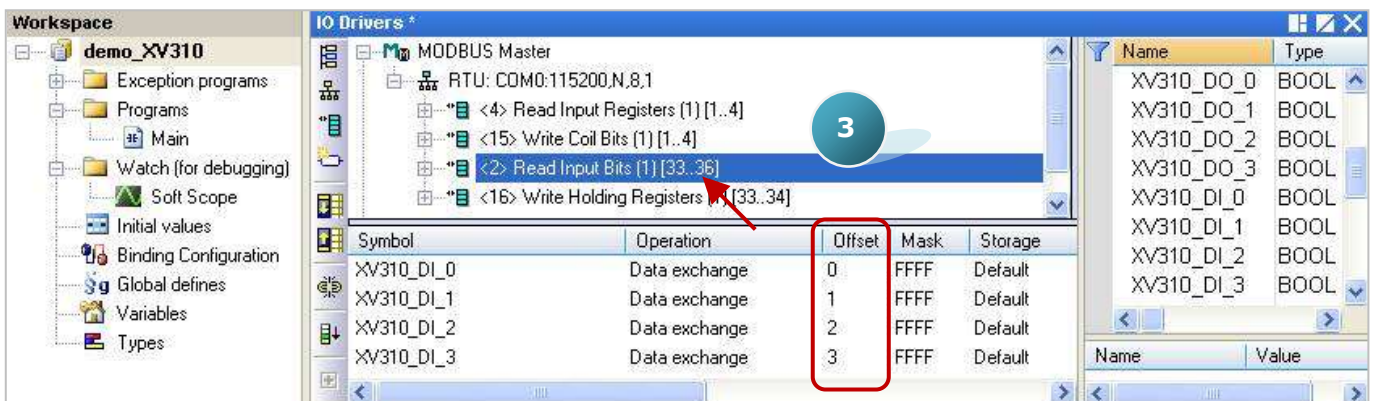 Workspace
demo_XV310
Exception programs
Programs
Main
Watch (for debugging)
Soft Scope
Initial values
Binding Configuration
Global defines
Variables
Types
IO Drivers *
MODBUS Master
RTU: COM0:115200,N,8,1
<4> Read Input Registers (1) [1..4]
<15> Write Coil Bits (1) [1..4]
<2> Read Input Bits (1) [33..36]
<16> Write Holding Registers (1) [33..34]
3
Symbol Operation Offset Mask Storage
XV310_DI_0 Data exchange 0 FFFF Default
XV310_DI_1 Data exchange 1 FFFF Default
XV310_DI_2 Data exchange 2 FFFF Default
XV310_DI_3 Data exchange 3 FFFF Default
Name Type
XV310_DO_0 BOOL
XV310_DO_1 BOOL
XV310_DO_2 BOOL
XV310_DO_3 BOOL
XV310_DI_0 BOOL
XV310_DI_1 BOOL
XV310_DI_2 BOOL
XV310_DI_3 BOOL
Name Value